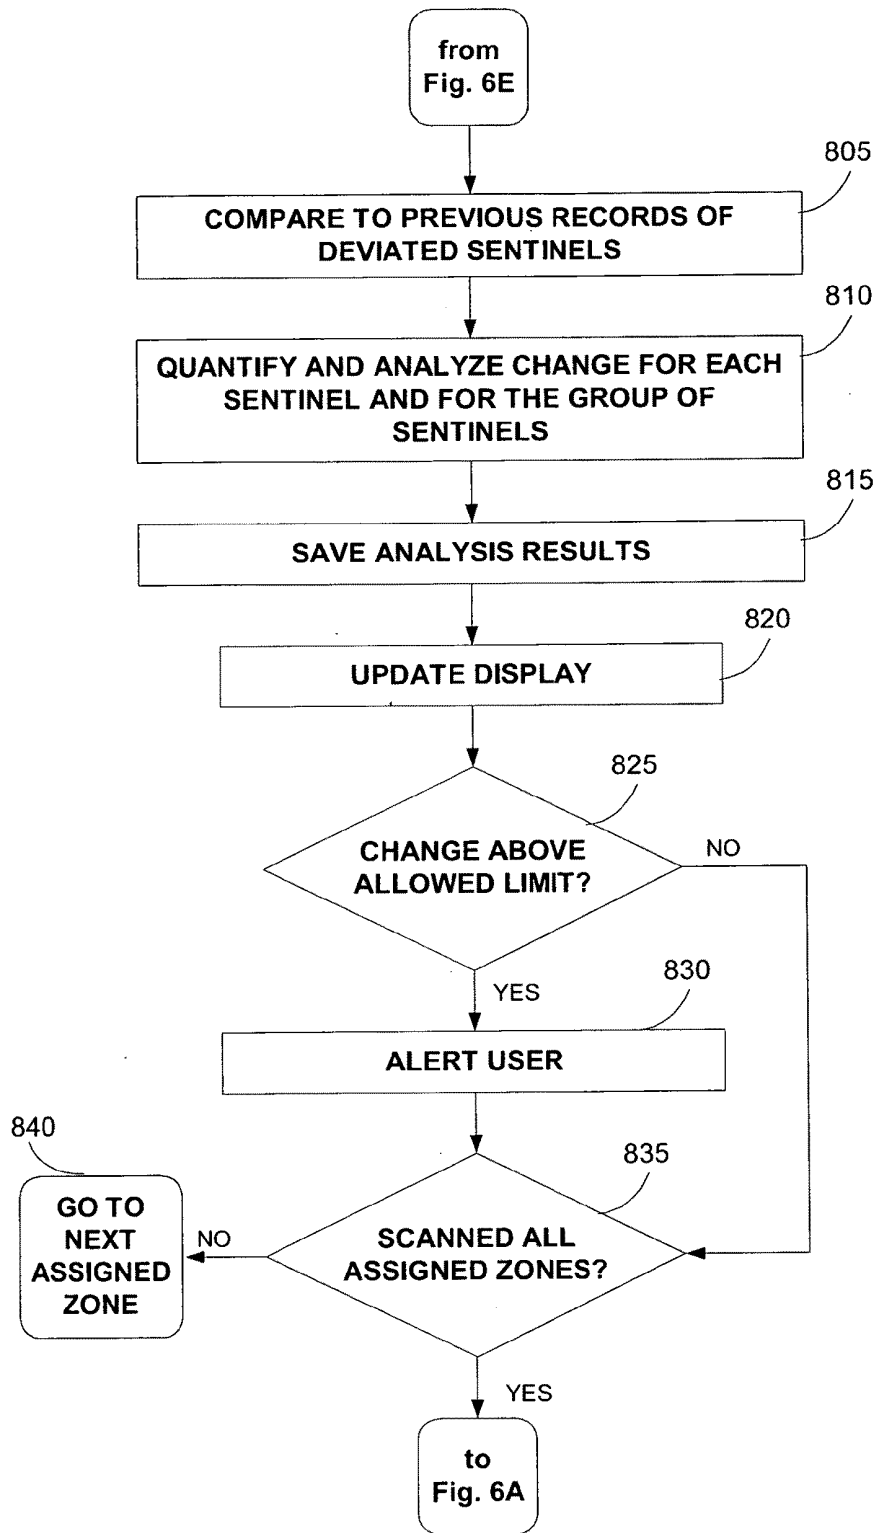 from
Fig. 6E
805
COMPARE TO PREVIOUS RECORDS OF
DEVIATED SENTINELS
810
QUANTIFY AND ANALYZE CHANGE FOR EACH
SENTINEL AND FOR THE GROUP OF
SENTINELS
815
SAVE ANALYSIS RESULTS
820
UPDATE DISPLAY
825
CHANGE ABOVE
ALLOWED LIMIT?
NO
YES
830
ALERT USER
840
835
GO TO
NEXT
ASSIGNED
ZONE
NO
SCANNED ALL
ASSIGNED ZONES?
YES
to
Fig. 6A